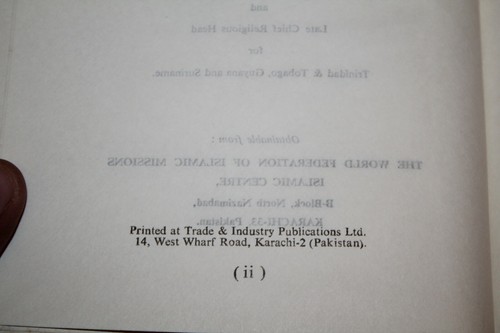 and
Late Chief Religious Head
for
Trinidad & Tobago, Guyana and Suriname.
Obtainable from :
THE WORLD FEDERATION OF ISLAMIC MISSIONS
ISLAMIC CENTRE,
B-Block, North Nazimabad,
KARACHI-33. Pakistan.
Printed at Trade & Industry Publications Ltd.
14, West Wharf Road, Karachi-2 (Pakistan).
( ii )